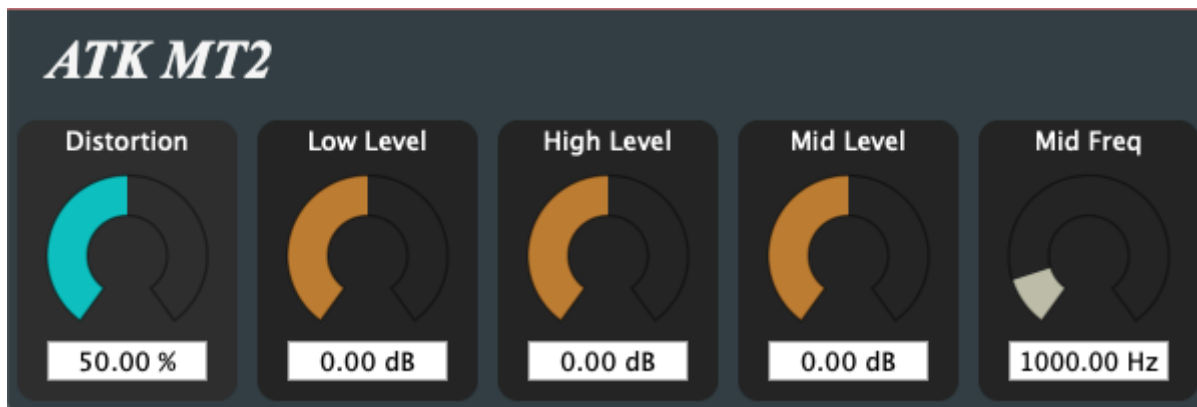 ATK MT2
Distortion
Low Level
High Level
Mid Level
Mid Freq
50.00 %
0.00 dB
0.00 dB
0.00 dB
1000.00 Hz